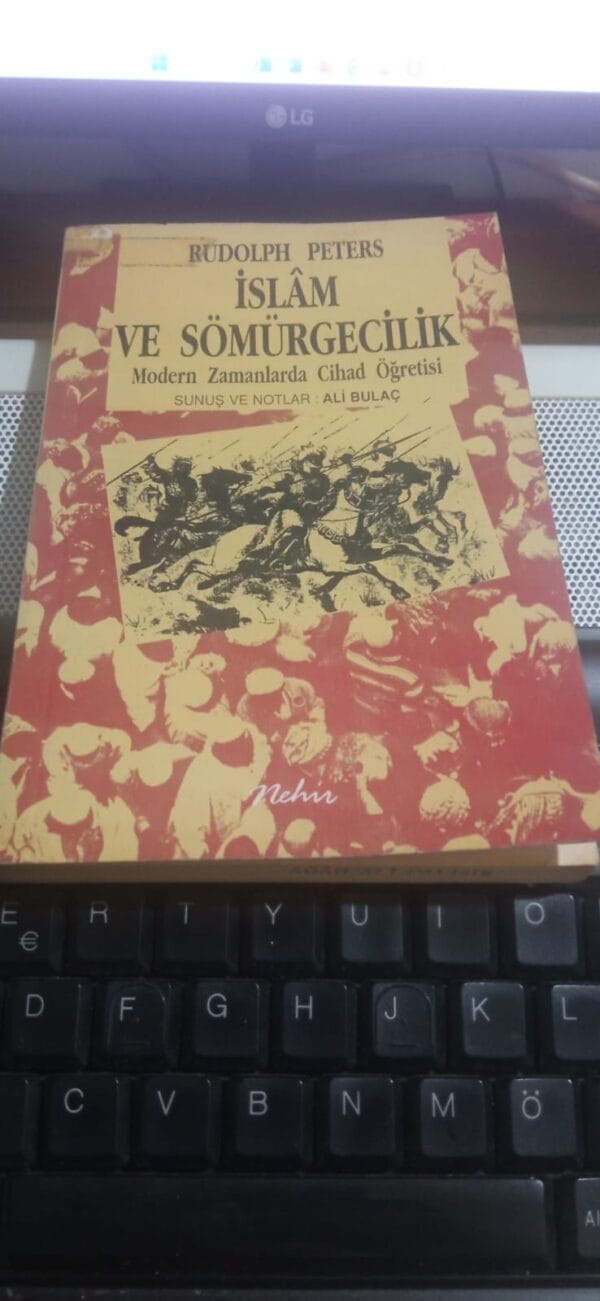 LG
RUDOLPH PETERS
İSLÂM
VE SÖMÜRGECİLİK
Modern Zamanlarda Cihad Öğretisi
SUNUŞ VE NOTLAR : ALİ BULAÇ
Nehir
E R T Y U I O
€
D F G H J K L
C V B N M Ö